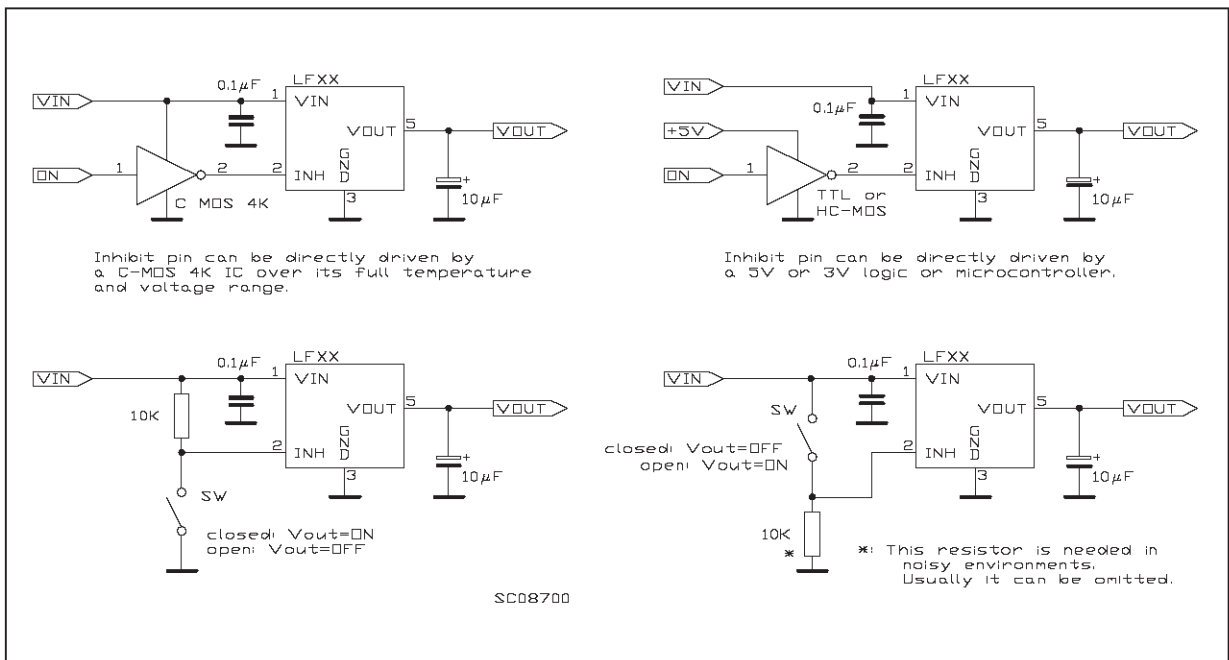 LFXX
0.1µF
VIN
1
VIN
VOUT
5
VOUT
ON
1
2
2
INH
GND
3
C MOS 4K
+
10µF
Inhibit pin can be directly driven by
a C-MOS 4K IC over its full temperature
and voltage range.
LFXX
VIN
0.1µF
1
VIN
+5V
VOUT
5
VOUT
ON
1
2
2
INH
GND
3
TTL or
HC-MOS
+
10µF
Inhibit pin can be directly driven by
a 5V or 3V logic or microcontroller.
LFXX
0.1µF
VIN
1
VIN
10K
VOUT
5
VOUT
2
INH
GND
3
+
10µF
SW
closed: Vout=ON
open: Vout=OFF
LFXX
0.1µF
VIN
1
VIN
SW
VOUT
5
VOUT
closed: Vout=OFF
open: Vout=ON
2
INH
GND
3
+
10µF
10K
*
*: This resistor is needed in
noisy environments.
Usually it can be omitted.
SC08700